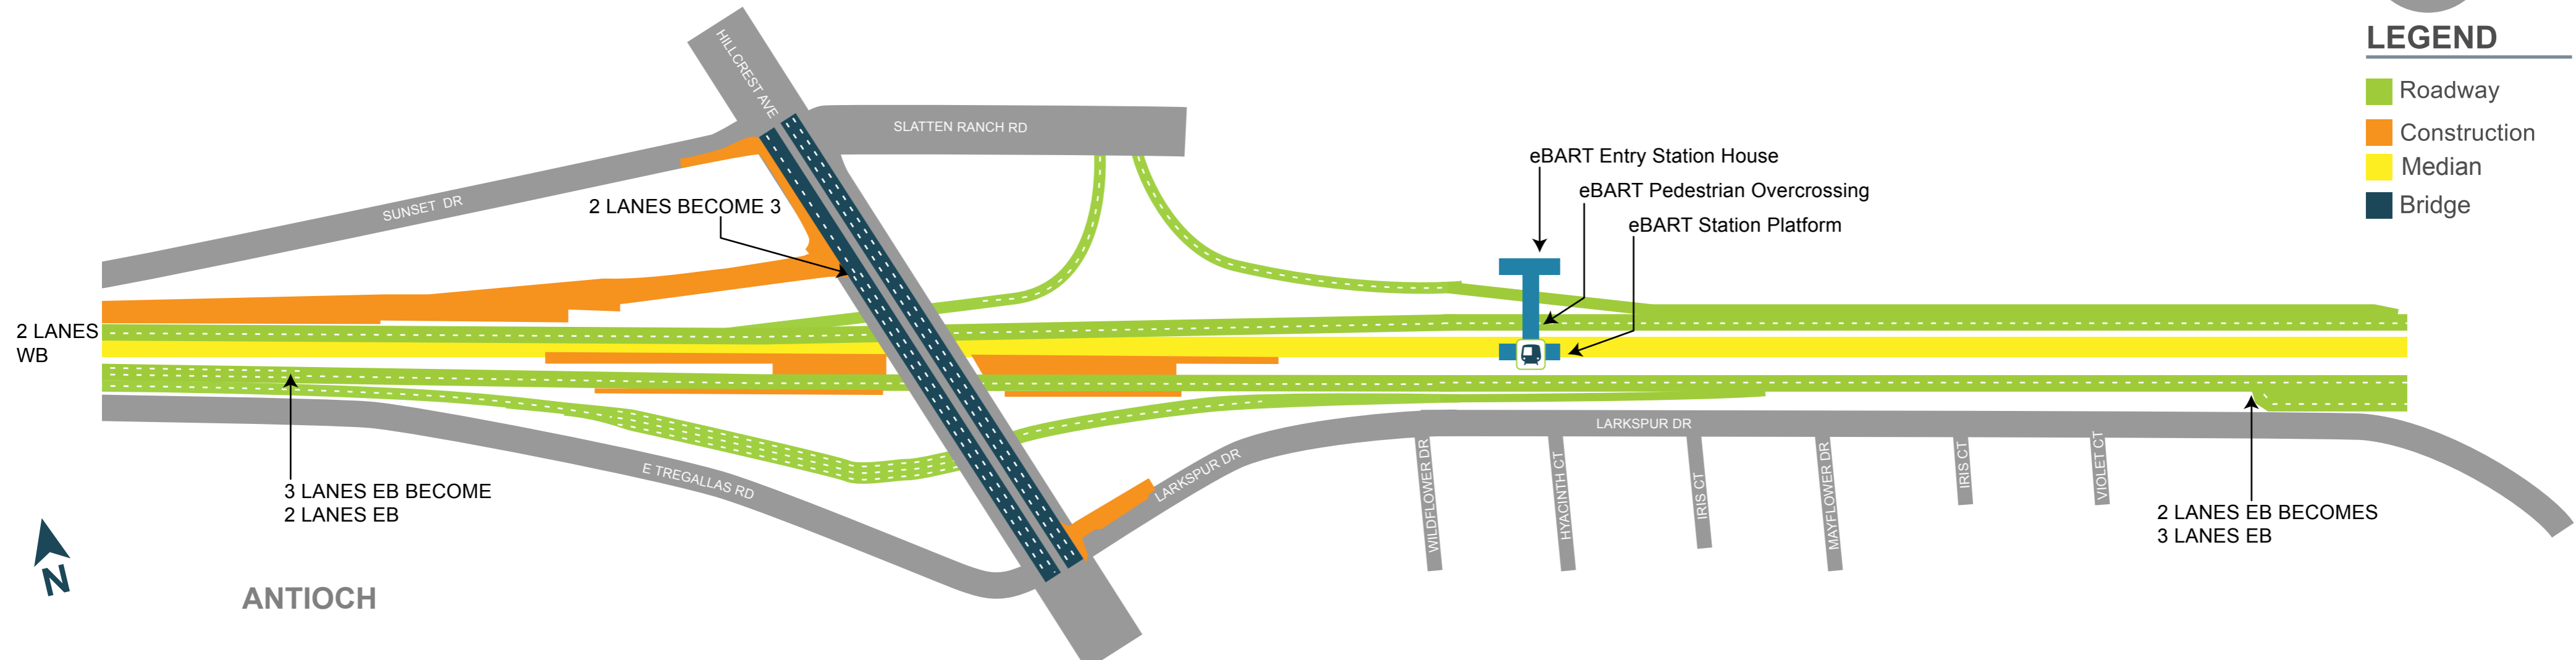 LEGEND
Roadway
Construction
Median
Bridge
HILLCREST AVE
SLATTEN RANCH RD
SUNSET DR
2 LANES BECOME 3
eBART Entry Station House
eBART Pedestrian Overcrossing
eBART Station Platform
2 LANES
WB
3 LANES EB BECOME
2 LANES EB
E TREGALLAS RD
LARKSPUR DR
LARKSPUR DR
WILDFLOWER DR
HYACINTH CT
IRIS CT
MAYFLOWER DR
IRIS CT
VIOLET CT
2 LANES EB BECOMES
3 LANES EB
N
ANTIOCH